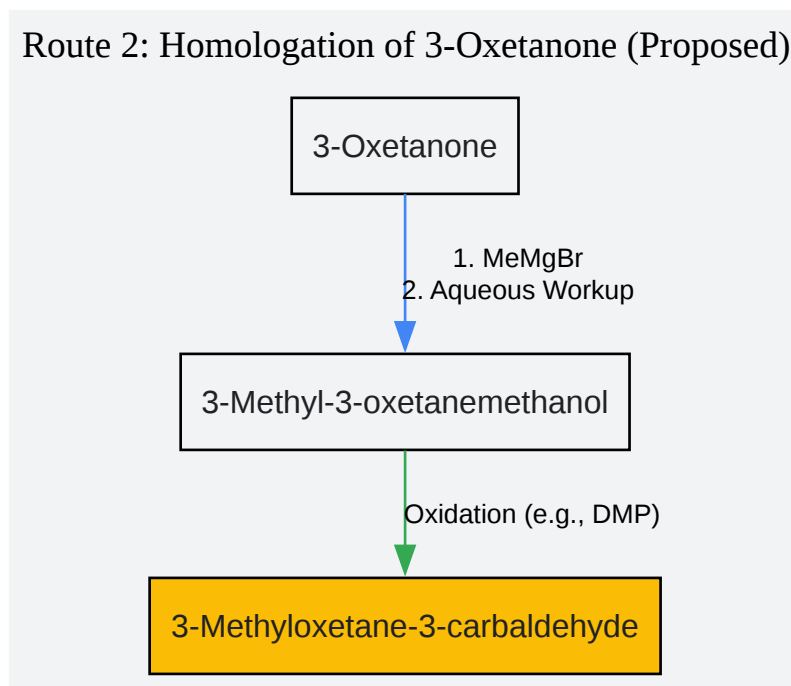 Route 2: Homologation of 3-Oxetanone (Proposed)
3-Oxetanone
1. MeMgBr
2. Aqueous Workup
3-Methyl-3-oxetanemethanol
Oxidation (e.g., DMP)
3-Methyloxetane-3-carbaldehyde